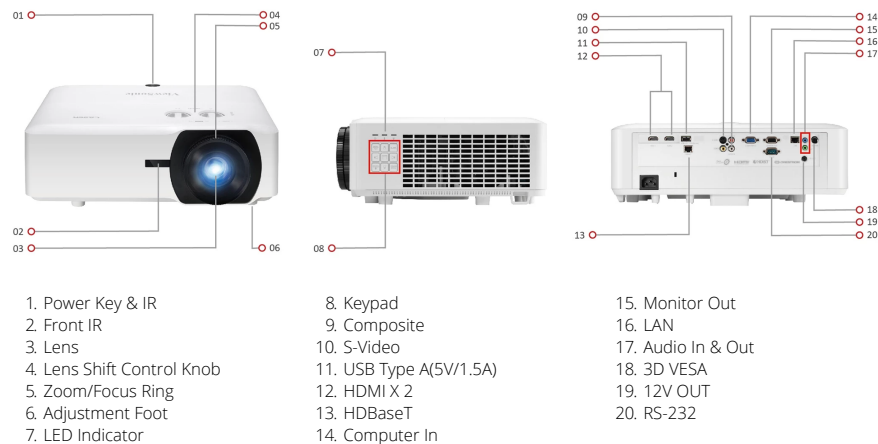 01
04
05
02
03
06
07
08
09
10
11
12
13
14
15
16
17
18
19
20
ViewSonic
1. Power Key & IR
2. Front IR
3. Lens
4. Lens Shift Control Knob
5. Zoom/Focus Ring
6. Adjustment Foot
7. LED Indicator
8. Keypad
9. Composite
10. S-Video
11. USB Type A(5V/1.5A)
12. HDMI X 2
13. HDBaseT
14. Computer In
15. Monitor Out
16. LAN
17. Audio In & Out
18. 3D VESA
19. 12V OUT
20. RS-232